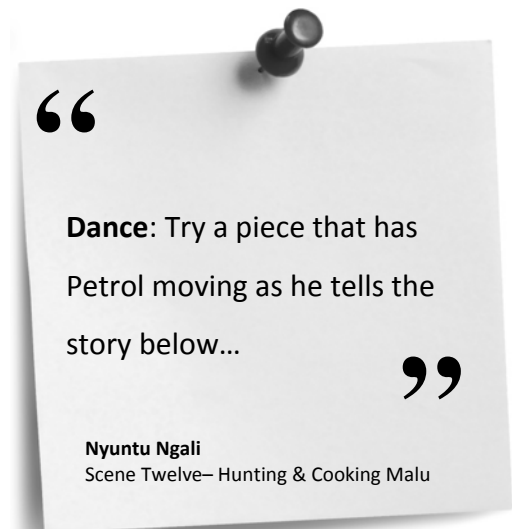 “
Dance: Try a piece that has
Petrol moving as he tells the
story below…
”
Nyuntu Ngali
Scene Twelve– Hunting & Cooking Malu